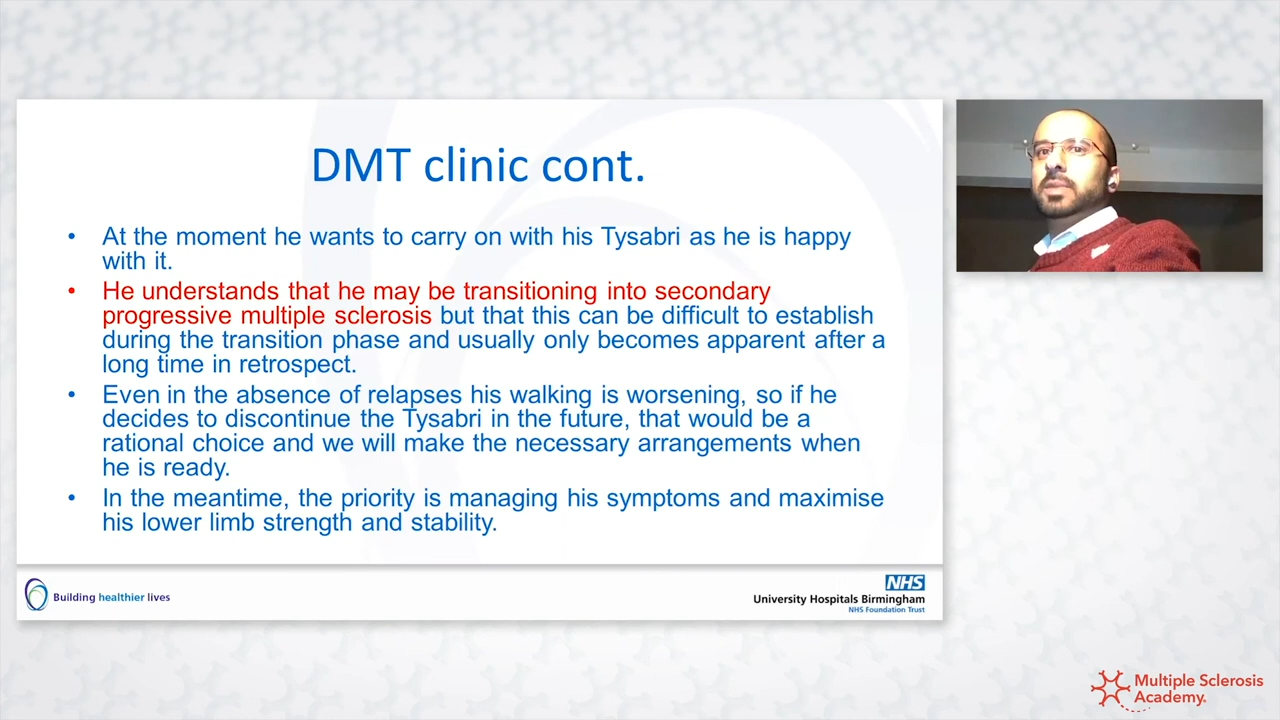 DMT clinic cont.
• At the moment he wants to carry on with his Tysabri as he is happy
with it.
• He understands that he may be transitioning into secondary
progressive multiple sclerosis but that this can be difficult to establish
during the transition phase and usually only becomes apparent after a
long time in retrospect.
• Even in the absence of relapses his walking is worsening, so if he
decides to discontinue the Tysabri in the future, that would be a
rational choice and we will make the necessary arrangements when
he is ready.
• In the meantime, the priority is managing his symptoms and maximise
his lower limb strength and stability.
Building healthier lives
NHS
University Hospitals Birmingham
NHS Foundation Trust
Multiple Sclerosis
Academy.